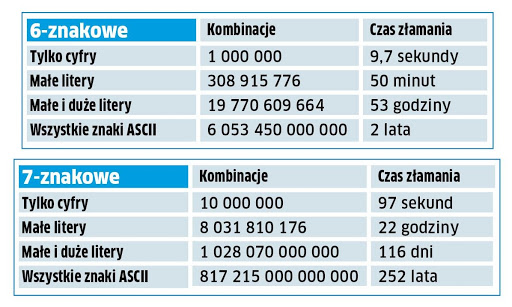 6-znakowe Kombinacje Czas złamania
Tylko cyfry 1 000 000 9,7 sekundy
Małe litery 308 915 776 50 minut
Małe i duże litery 19 770 609 664 53 godziny
Wszystkie znaki ASCII 6 053 450 000 000 2 lata
7-znakowe Kombinacje Czas złamania
Tylko cyfry 10 000 000 97 sekund
Małe litery 8 031 810 176 22 godziny
Małe i duże litery 1 028 070 000 000 116 dni
Wszystkie znaki ASCII 817 215 000 000 000 252 lata